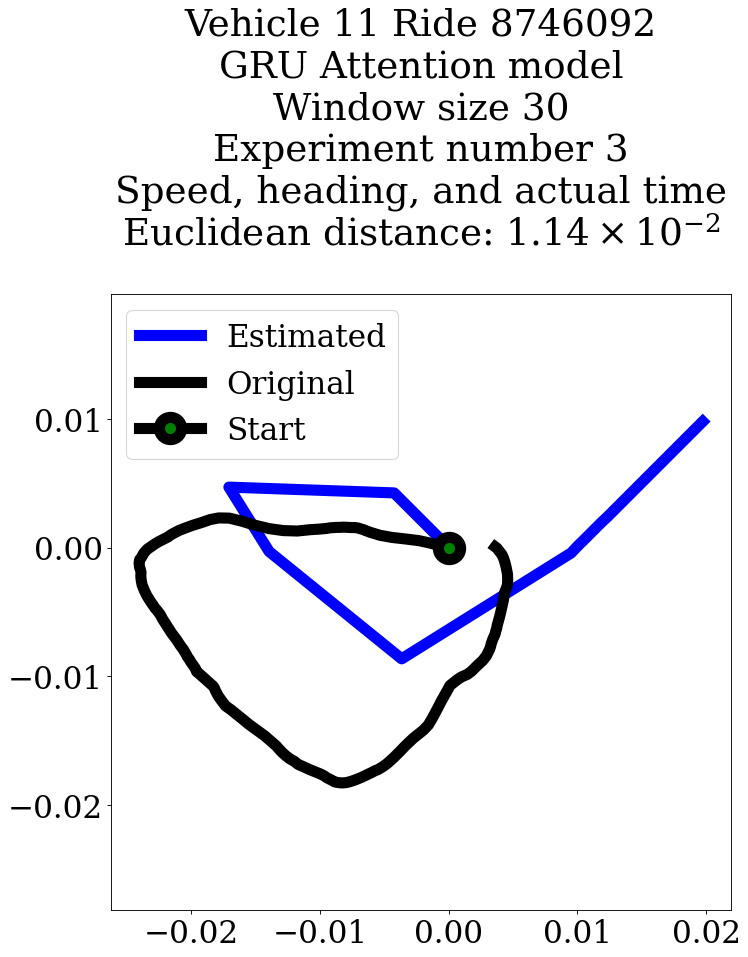 Vehicle 11 Ride 8746092
GRU Attention model
Window size 30
Experiment number 3
Speed, heading, and actual time
Euclidean distance: 1.14 × 10⁻²
Estimated
Original
Start
0.01
0.00
−0.01
−0.02
−0.02 −0.01 0.00 0.01 0.02